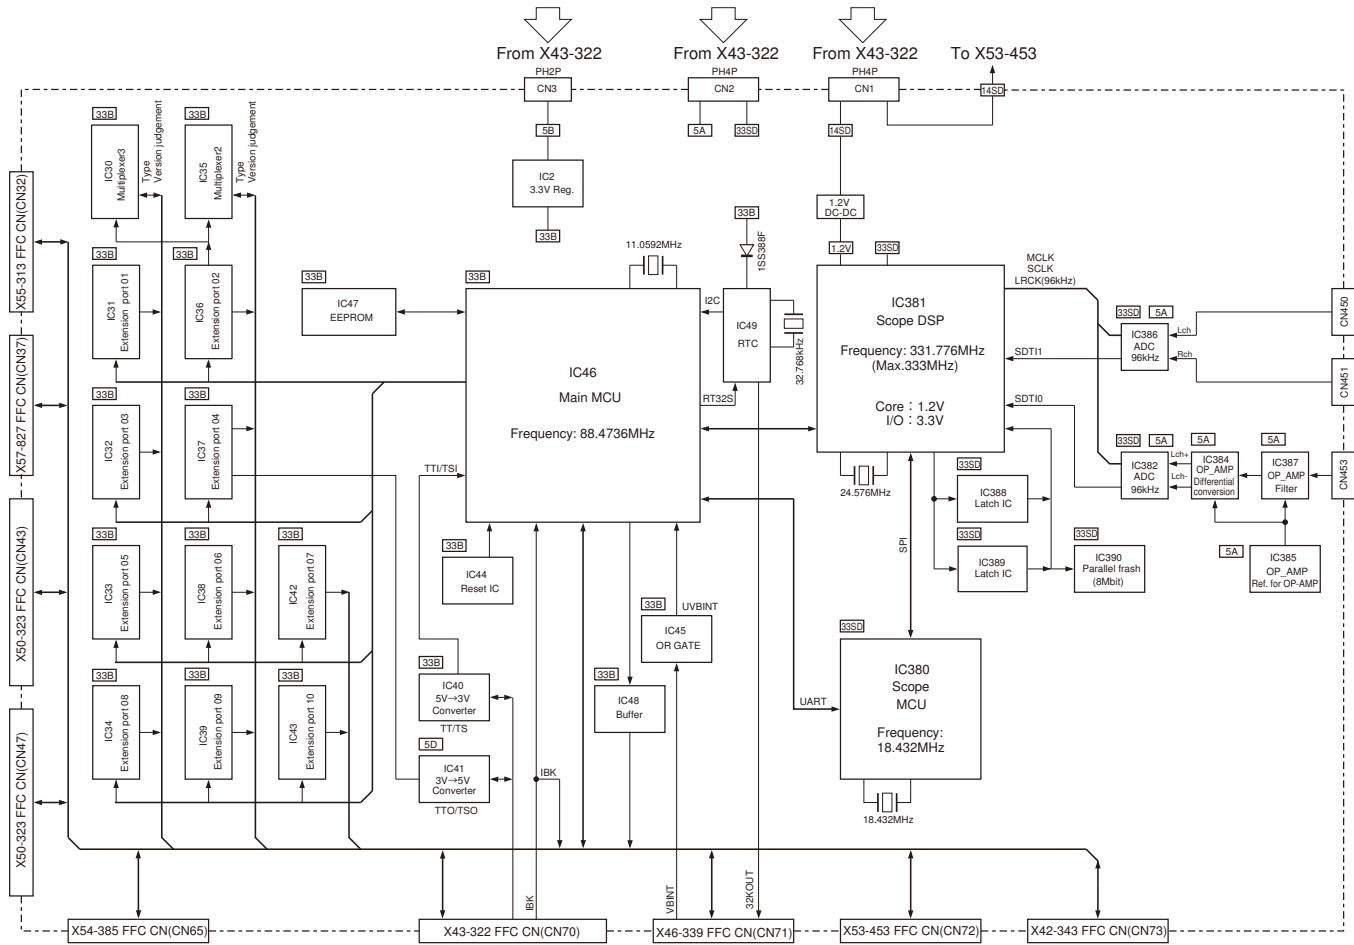 From X43-322
From X43-322
From X43-322
To X53-453
PH2P
CN3
PH4P
CN2
PH4P
CN1
14SD
5B
5A
33SD
14SD
IC2
3.3V Reg.
33B
1.2V
DC-DC
1.2V
33SD
33B
IC30
Multiplexer3
Type
Version judgement
33B
IC35
Multiplexer2
Type
Version judgement
33B
IC31
Extension port 01
33B
IC36
Extension port 02
33B
IC32
Extension port 03
33B
IC37
Extension port 04
33B
IC33
Extension port 05
33B
IC38
Extension port 06
33B
IC42
Extension port 07
33B
IC34
Extension port 08
33B
IC39
Extension port 09
33B
IC43
Extension port 10
X55-313 FFC CN(CN32)
X57-827 FFC CN(CN37)
X50-323 FFC CN(CN43)
X50-323 FFC CN(CN47)
33B
IC47
EEPROM
33B
11.0592MHz
IC46
Main MCU
Frequency: 88.4736MHz
33B
1SS388F
I2C
IC49
RTC
32.768kHz
RT32S
TTI/TSI
33B
IC44
Reset IC
33B
UVBINT
IC45
OR GATE
33B
IC40
5V→3V
Converter
TT/TS
5D
IC41
3V→5V
Converter
TTO/TSO
33B
IC48
Buffer
IBK
IBK
VBINT
32KOUT
UART
SPI
IC381
Scope DSP
Frequency: 331.776MHz
(Max.333MHz)
Core : 1.2V
I/O : 3.3V
24.576MHz
MCLK
SCLK
LRCK(96kHz)
SDTI1
SDTI0
33SD
5A
IC386
ADC
96kHz
Lch
Rch
CN450
CN451
CN453
33SD
5A
IC382
ADC
96kHz
Lch+
Lch-
5A
IC384
OP_AMP
Differential
conversion
5A
IC387
OP_AMP
Filter
5A
IC385
OP_AMP
Ref. for OP-AMP
33SD
IC388
Latch IC
33SD
IC389
Latch IC
33SD
IC390
Parallel frash
(8Mbit)
33SD
IC380
Scope
MCU
Frequency:
18.432MHz
18.432MHz
X54-385 FFC CN(CN65)
X43-322 FFC CN(CN70)
X46-339 FFC CN(CN71)
X53-453 FFC CN(CN72)
X42-343 FFC CN(CN73)